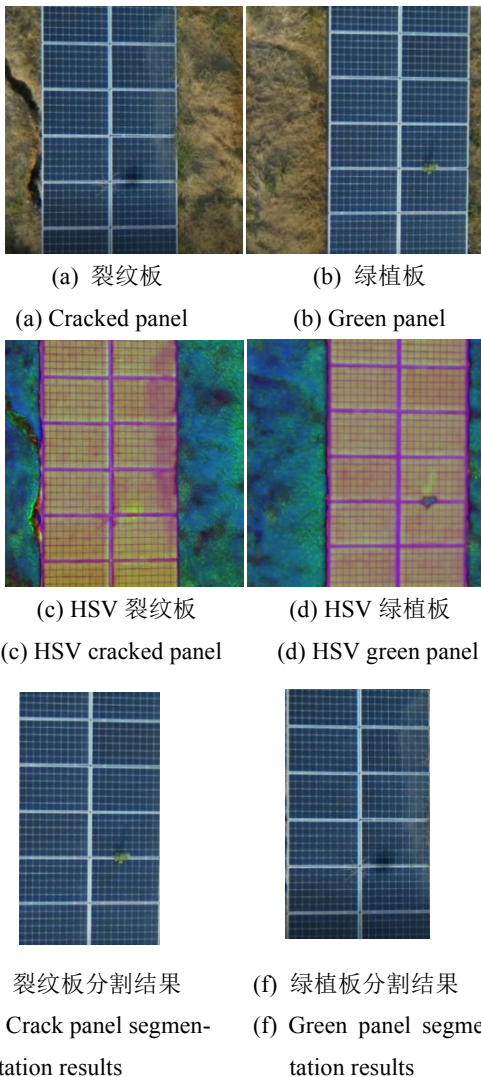 (a) 裂纹板
(b) 绿植板
(a) Cracked panel
(b) Green panel
(c) HSV 裂纹板
(d) HSV 绿植板
(c) HSV cracked panel
(d) HSV green panel
裂纹板分割结果
(f) 绿植板分割结果
Crack panel segmen-
tation results
(f) Green panel segme
tation results